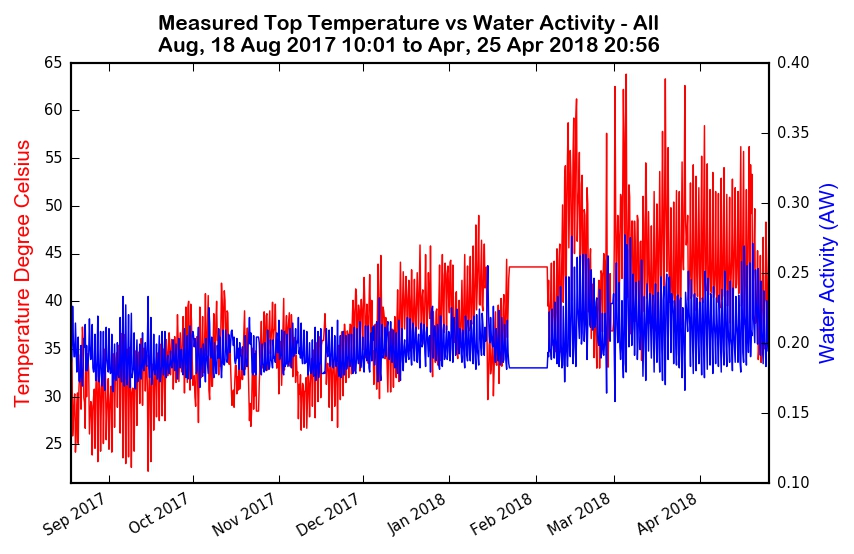 Measured Top Temperature vs Water Activity - All
Aug, 18 Aug 2017 10:01 to Apr, 25 Apr 2018 20:56
65
60
55
50
45
40
35
30
25
Temperature Degree Celsius
0.40
0.35
0.30
0.25
0.20
0.15
0.10
Water Activity (AW)
Sep 2017
Oct 2017
Nov 2017
Dec 2017
Jan 2018
Feb 2018
Mar 2018
Apr 2018